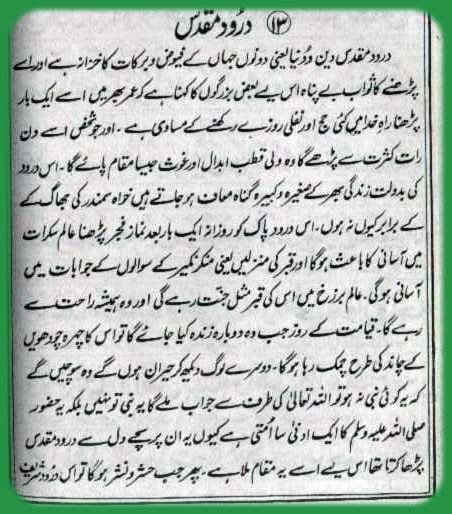 ۱۳ درُود مقدس
درود مقدس دین و دُنیا یعنی دونوں جہاں کے فیوض و برکات کا خزانہ ہے اور اسے
پڑھنے کا ثواب بے پناہ اس لیے بعض بزرگوں کا کہنا ہے کہ عمر بھر میں اسے ایک بار
پڑھنا راہِ خدا میں کئی حج اور نفلی روزے رکھنے کے مساوی ہے ۔ اور جو شخص اسے دن
رات کثرت سے پڑھے گا وہ ولی قطب ابدال اور غوث جیسا مقام پائے گا ۔ اس درود
کی بدولت زندگی بھر کے صغیرہ و کبیرہ گناہ معاف ہو جاتے ہیں خواہ سمندر کی جھاگ کے
کے برابر کیوں نہ ہوں ۔ اس درود پاک کو روزانہ ایک بار بعد نماز فجر پڑھنا عالم سکرات
میں آسانی کا باعث ہوگا اور قبر کی منزلیں یعنی منکر نکیر کے سوالوں کے جوابات میں
آسانی ہوگی ۔ عالم برزخ میں اس کی قبر مثل جنّت رہے گی اور وہ ہمیشہ راحت سے
رہے گا ۔ قیامت کے روز جب وہ دوبارہ زندہ کیا جائے گا تو اس کا چہرہ چودھویں
کے چاند کی طرح چمک رہا ہوگا ۔ دوسرے لوگ دیکھ کر حیران ہوں گے وہ سوچیں گے
کہ یہ کوئی نبی نہ ہو تو اللہ تعالیٰ کی طرف سے جواب ملے گا یہ نبی تو نہیں بلکہ یہ حضور
صلی اللہ علیہ وسلم کا ایک ادنیٰ سا اُمتی ہے کیوں یہ ان پر سچے دل سے درود مقدس
پڑھا کرتا تھا اس لیے اسے یہ مقام ملا ہے ۔ پھر جب حشر و نشر ہوگا تو اس درود شریف